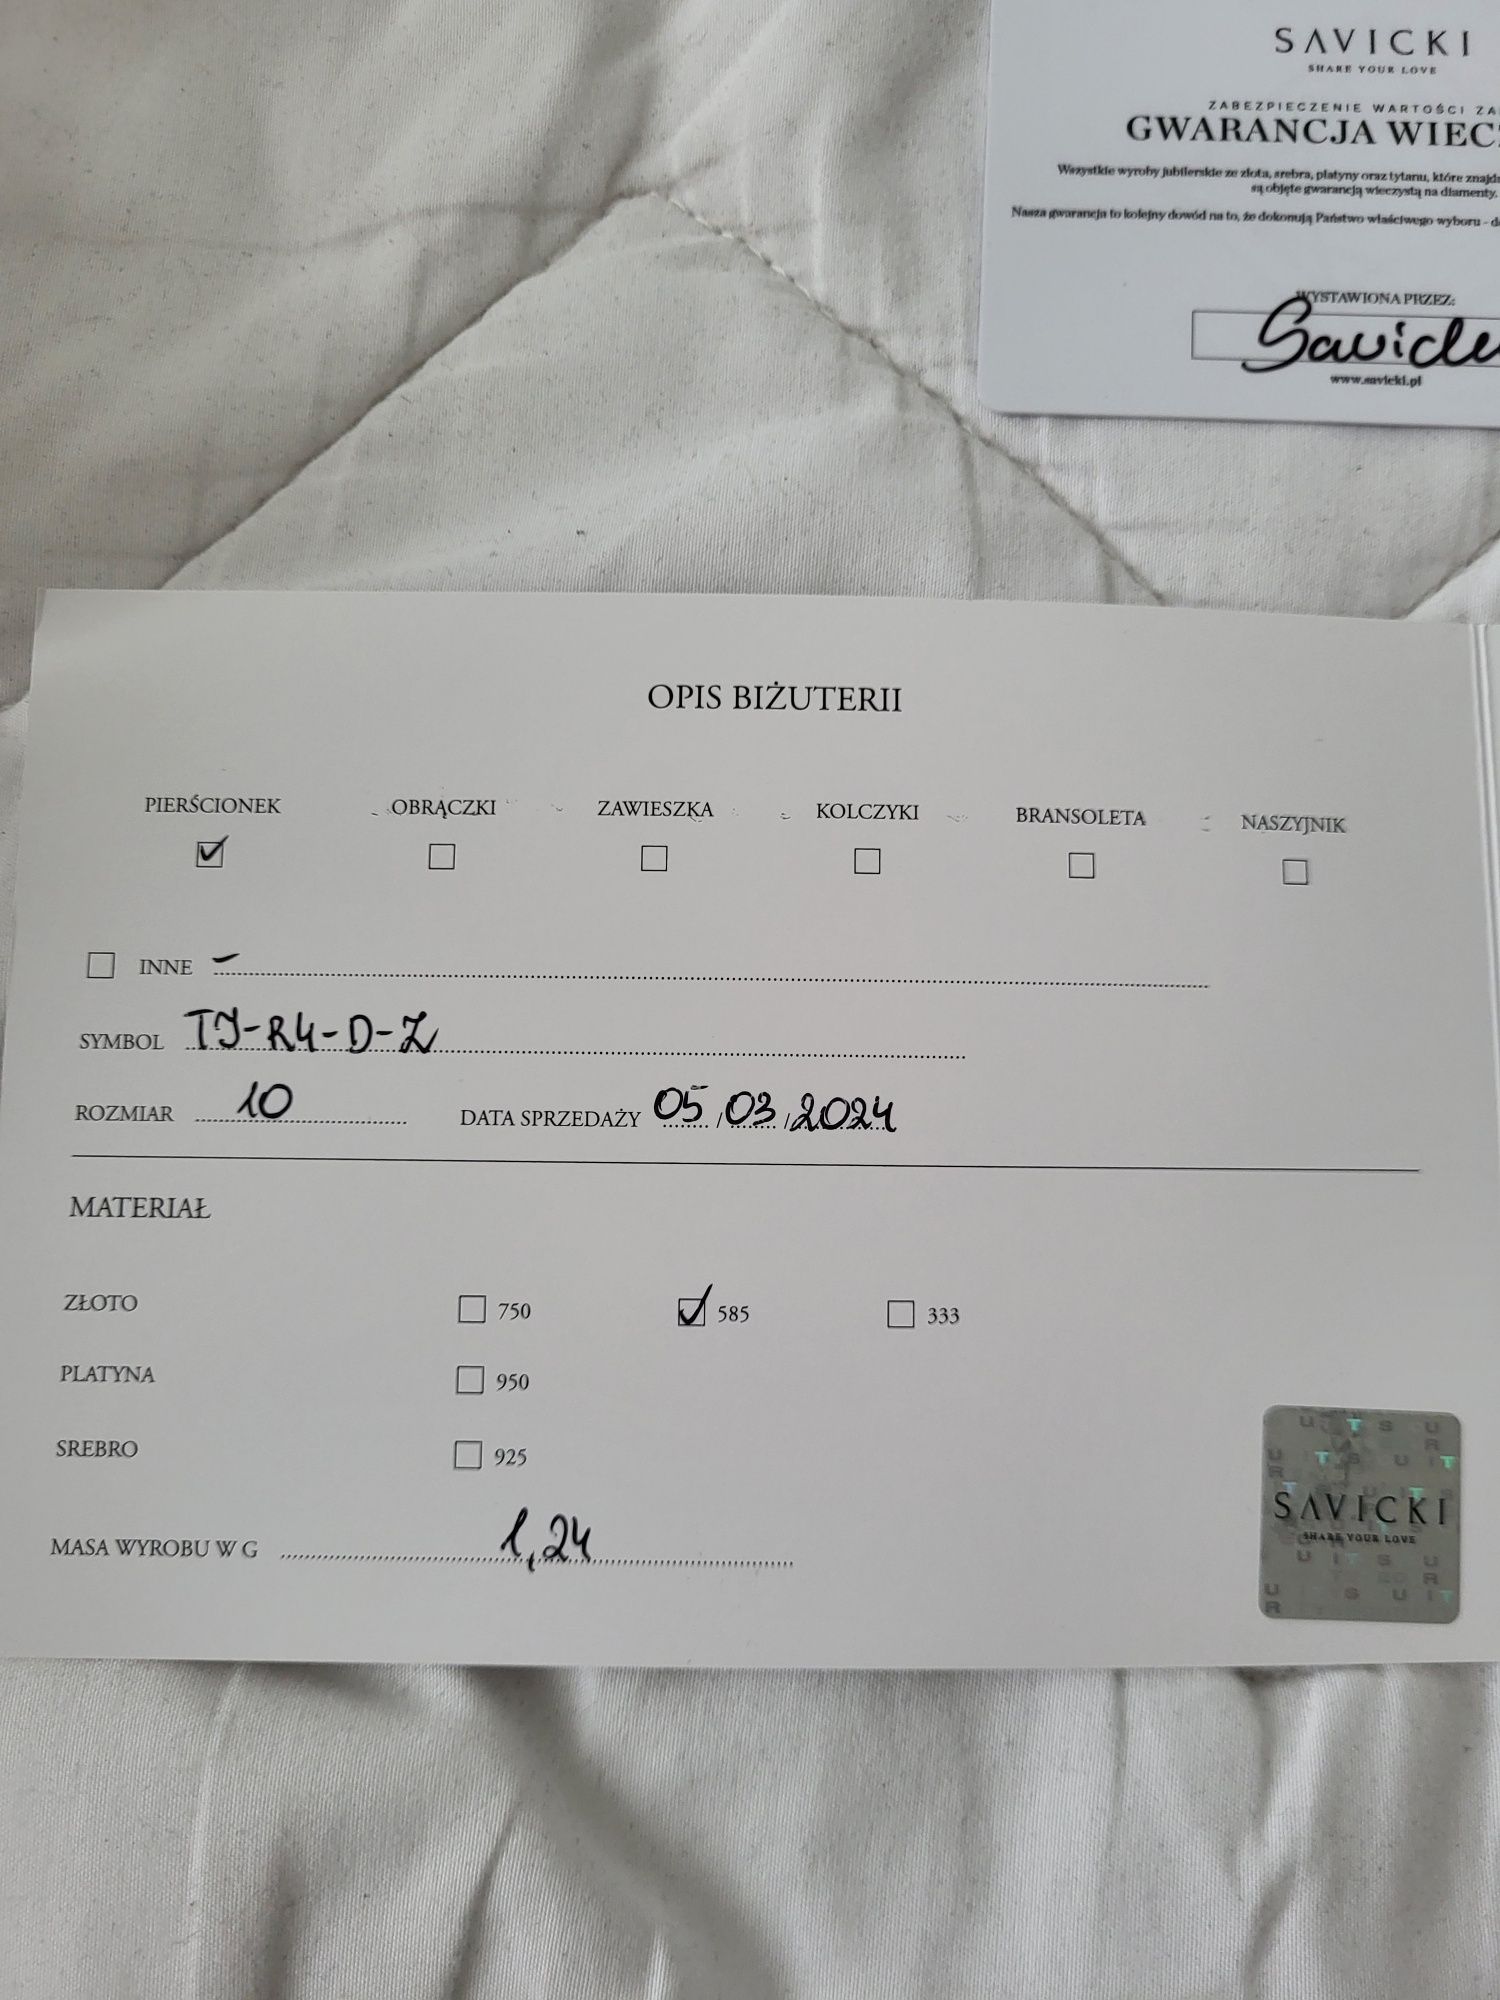 SAVICKI
SHARE YOUR LOVE
ZABEZPIECZENIE WARTOŚCI
GWARANCJA
Wszystkie wyroby jubilerskie ze złota, srebra, platyny oraz tytanu, które
są objęte gwarancją wieczystą na diamenty.
Nasza gwarancja to kolejny dowód na to, że dokonują Państwo właściwego wyboru -
WYSTAWIONA PRZEZ:
www.savicki.pl
OPIS BIŻUTERII
PIERŚCIONEK OBRĄCZKI ZAWIESZKA KOLCZYKI BRANSOLETA NASZYJNIK
INNE -
SYMBOL TJ-R4-D-Z
ROZMIAR 10 DATA SPRZEDAŻY 05/03/2024
MATERIAŁ
ZŁOTO 750 585 333
PLATYNA 950
SREBRO 925
MASA WYROBU W G 1,24
SAVICKI
SHARE YOUR LOVE